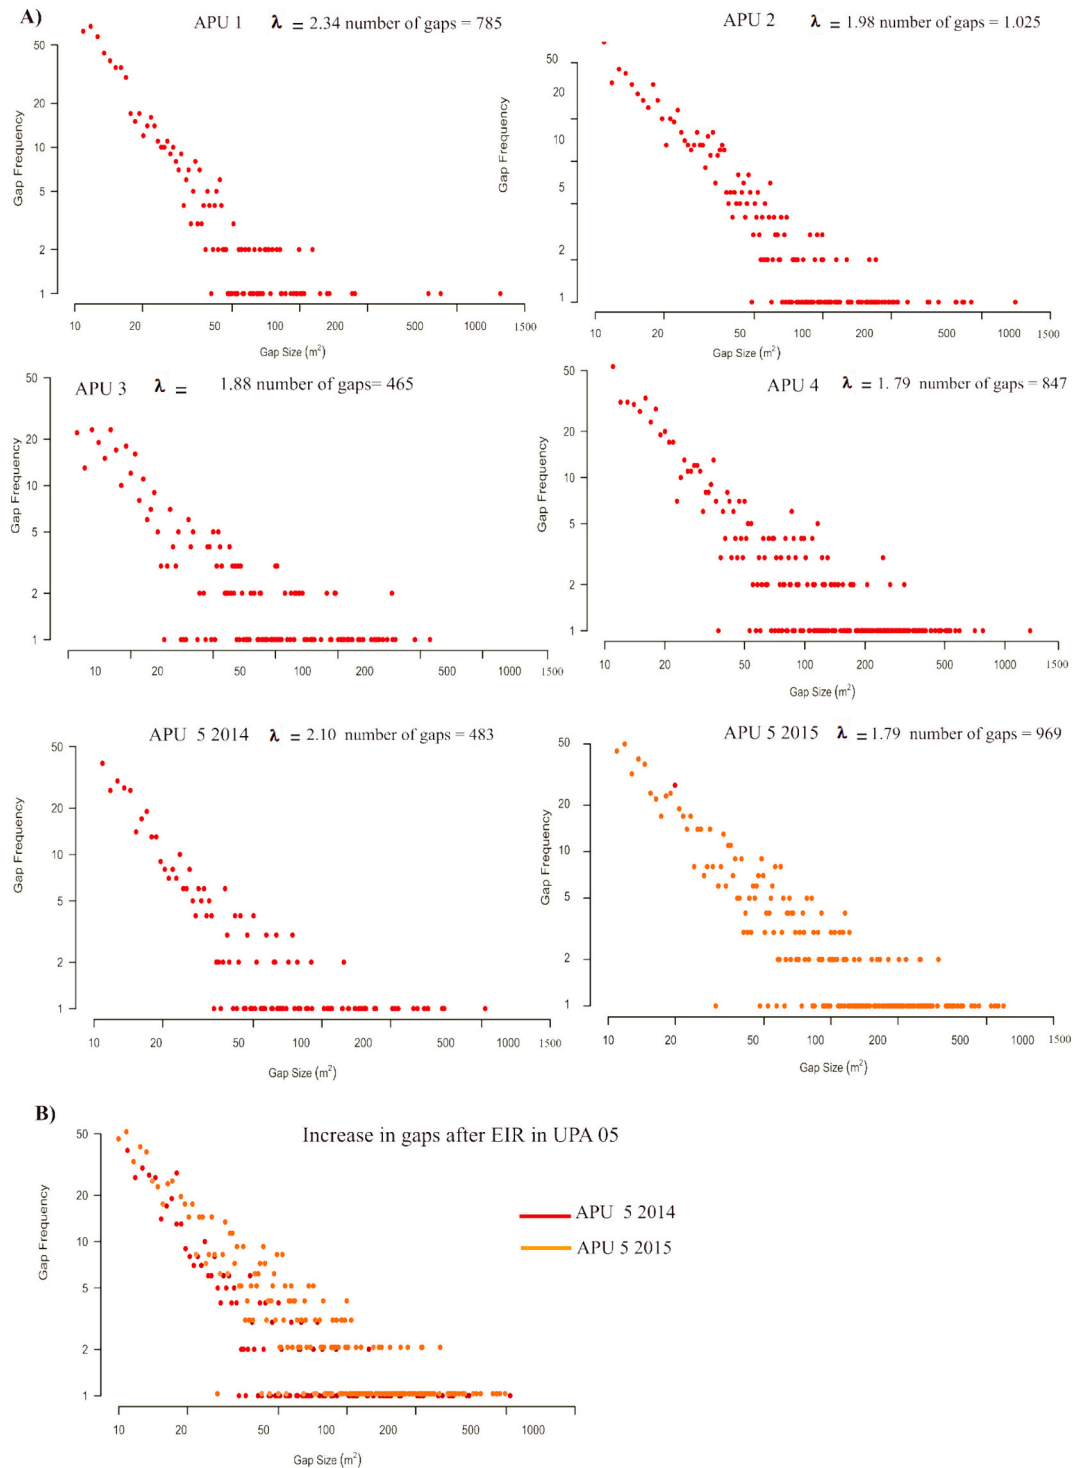 A)
APU 1 λ = 2.34 number of gaps = 785
Gap Frequency
50
20
10
5
2
1
10 20 50 100 200 500 1000 1500
Gap Size (m²)
APU 2 λ = 1.98 number of gaps = 1.025
Gap Frequency
50
20
10
5
2
1
10 20 50 100 200 500 1000 1500
Gap Size (m²)
APU 3 λ = 1.88 number of gaps= 465
Gap Frequency
50
20
10
5
2
1
10 20 50 100 200 500 1000 1500
Gap Size (m²)
APU 4 λ = 1. 79 number of gaps = 847
Gap Frequency
50
20
10
5
2
1
10 20 50 100 200 500 1000 1500
Gap Size (m²)
APU 5 2014 λ = 2.10 number of gaps = 483
Gap Frequency
50
20
10
5
2
1
10 20 50 100 200 500 1000 1500
Gap Size (m²)
APU 5 2015 λ = 1.79 number of gaps = 969
Gap Frequency
50
20
10
5
2
1
10 20 50 100 200 500 1000 1500
Gap Size (m²)
B)
Increase in gaps after EIR in UPA 05
Gap Frequency
50
20
10
5
2
1
10 20 50 100 200 500 1000
Gap Size (m²)
APU 5 2014
APU 5 2015